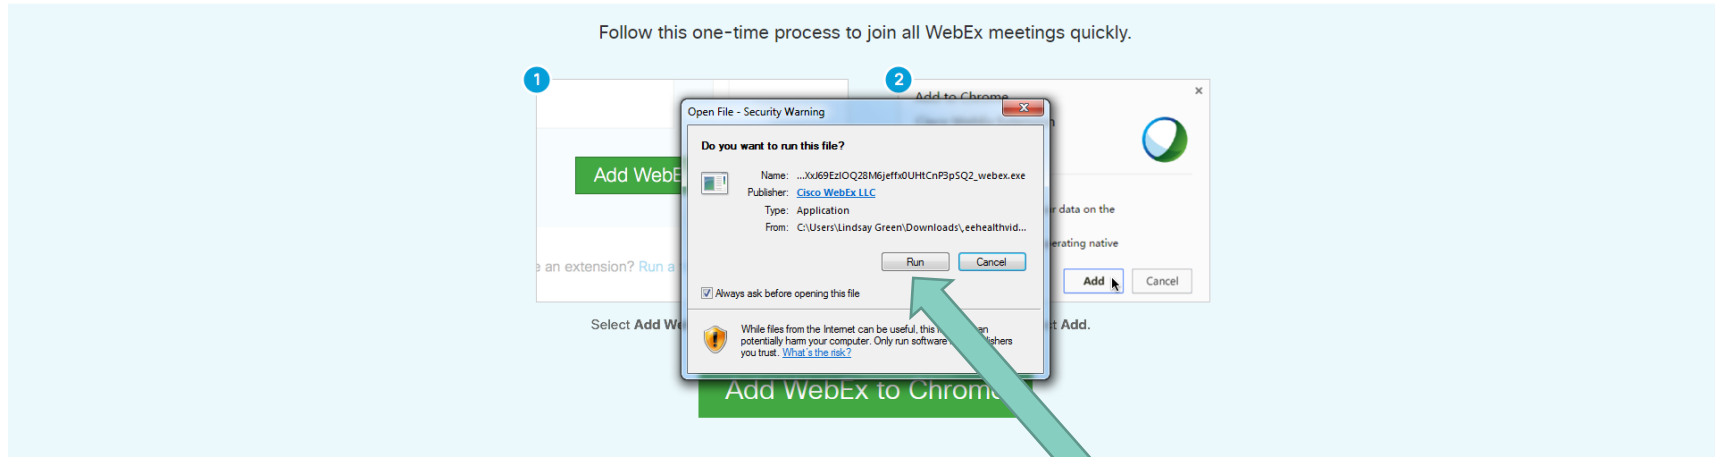 Follow this one-time process to join all WebEx meetings quickly.
1
2
Add to Chrome
Open File - Security Warning
Do you want to run this file?
Name: ...XxJ69EzIOQ28M6jeffx0UHtCnP3pSQ2_webex.exe
Publisher: Cisco WebEx LLC
Type: Application
From: C:\Users\Lindsay Green\Downloads\,eehealthvid...
Run Cancel
Always ask before opening this file
While files from the Internet can be useful, this
potentially harm your computer. Only run software
you trust. What's the risk?
Add WebE
e an extension? Run a
Select Add We
data on the
erating native
Add Cancel
Add.
Add WebEx to Chrome